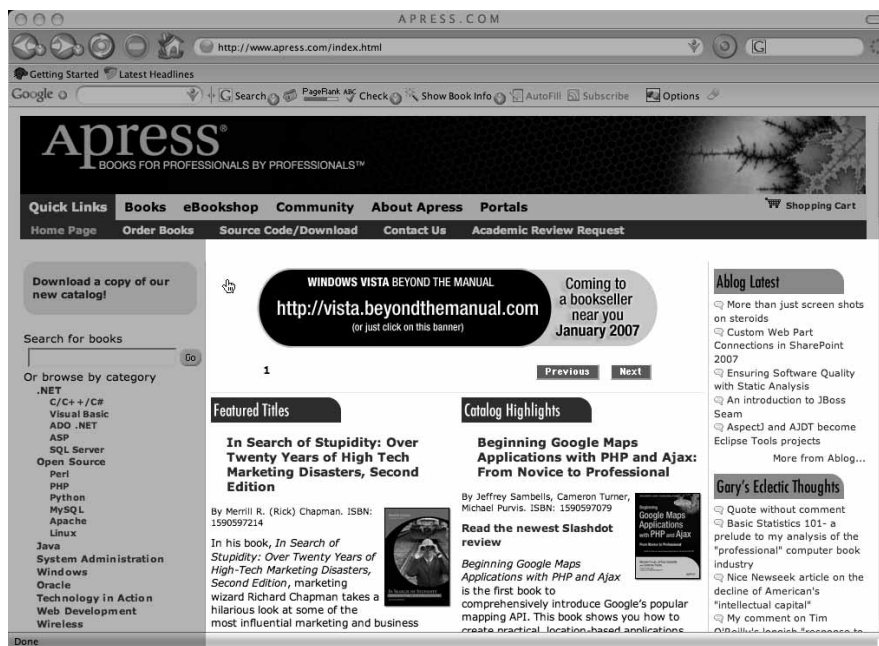 APRESS.COM
http://www.apress.com/index.html
G
Getting Started Latest Headlines
Google G Search PageRank ABC Check Show Book Info AutoFill Subscribe Options
Apress®
BOOKS FOR PROFESSIONALS BY PROFESSIONALS™
Quick Links Books eBookshop Community About Apress Portals Shopping Cart
Home Page Order Books Source Code/Download Contact Us Academic Review Request
Download a copy of our
new catalog!
Search for books
Go
Or browse by category
.NET
C/C++/C#
Visual Basic
ADO .NET
ASP
SQL Server
Open Source
Perl
PHP
Python
MySQL
Apache
Linux
Java
System Administration
Windows
Oracle
Technology in Action
Web Development
Wireless
WINDOWS VISTA BEYOND THE MANUAL
http://vista.beyondthemanual.com
(or just click on this banner)
Coming to
a bookseller
near you
January 2007
1 Previous Next
Featured Titles
In Search of Stupidity: Over
Twenty Years of High Tech
Marketing Disasters, Second
Edition
By Merrill R. (Rick) Chapman. ISBN:
1590597214
In his book, In Search of
Stupidity: Over Twenty Years of
High-Tech Marketing Disasters,
Second Edition, marketing
wizard Richard Chapman takes a
hilarious look at some of the
most influential marketing and business
Catalog Highlights
Beginning Google Maps
Applications with PHP and Ajax:
From Novice to Professional
By Jeffrey Sambells, Cameron Turner,
Michael Purvis. ISBN: 1590597079
Read the newest Slashdot
review
Beginning Google Maps
Applications with PHP and Ajax
is the first book to
comprehensively introduce Google's popular
mapping API. This book shows you how to
create practical, location-based applications
Beginning
Google Maps
Applications
with PHP and Ajax
From Novice to Professional
Ablog Latest
More than just screen shots
on steroids
Custom Web Part
Connections in SharePoint
2007
Ensuring Software Quality
with Static Analysis
An introduction to JBoss
Seam
AspectJ and AJDT become
Eclipse Tools projects
More from Ablog...
Gary's Eclectic Thoughts
Quote without comment
Basic Statistics 101- a
prelude to my analysis of the
"professional" computer book
industry
Nice Newseek article on the
decline of American's
"intellectual capital"
My comment on Tim
O'Reilly's longish "response to
Done